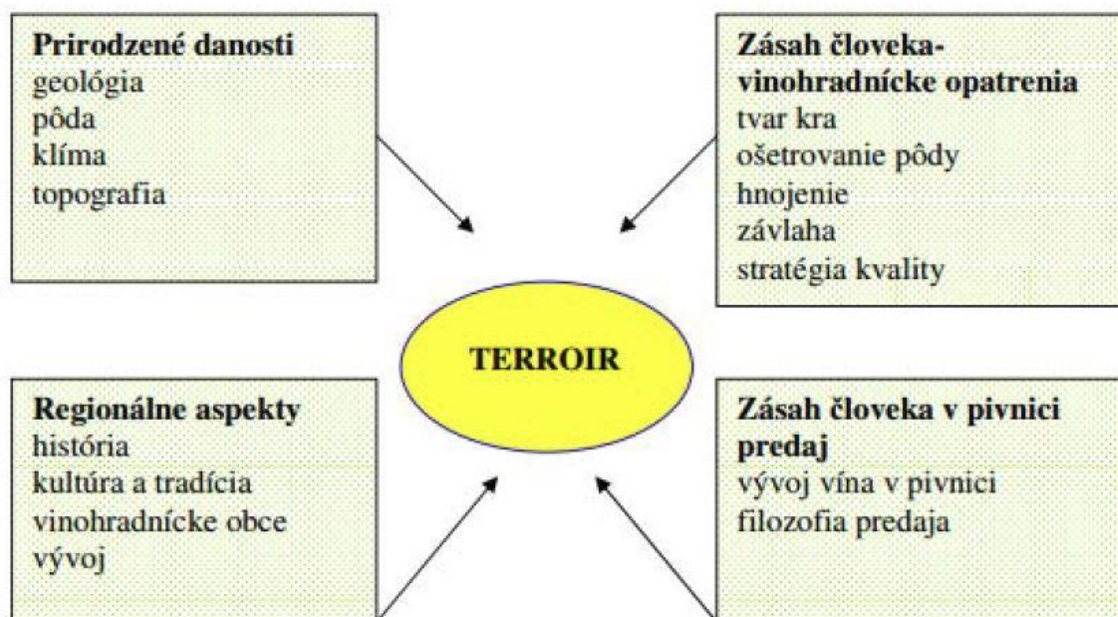 Prirodzené danosti
geológia
pôda
klíma
topografia
Zásah človeka-
vinohradnícke opatrenia
tvar kra
ošetrovanie pôdy
hnojenie
závlaha
stratégia kvality
TERROIR
Regionálne aspekty
história
kultúra a tradícia
vinohradnícke obce
vývoj
Zásah človeka v pivnici
predaj
vývoj vína v pivnici
filozofia predaja